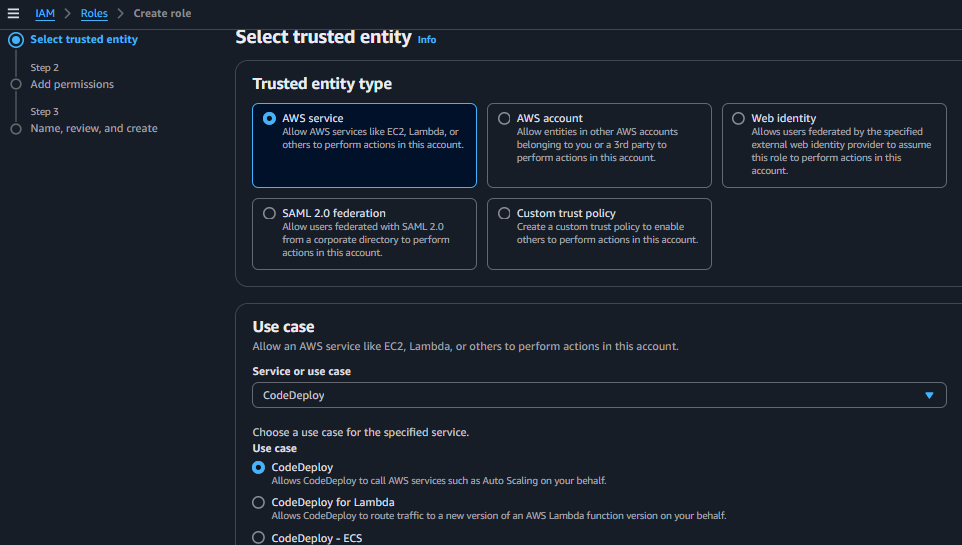 IAM > Roles > Create role
Select trusted entity
Step 2
Add permissions
Step 3
Name, review, and create
Select trusted entity Info
Trusted entity type
AWS service
Allow AWS services like EC2, Lambda, or
others to perform actions in this account.
AWS account
Allow entities in other AWS accounts
belonging to you or a 3rd party to
perform actions in this account.
Web identity
Allows users federated by the specified
external web identity provider to assume
this role to perform actions in this
account.
SAML 2.0 federation
Allow users federated with SAML 2.0
from a corporate directory to perform
actions in this account.
Custom trust policy
Create a custom trust policy to enable
others to perform actions in this account.
Use case
Allow an AWS service like EC2, Lambda, or others to perform actions in this account.
Service or use case
CodeDeploy
Choose a use case for the specified service.
Use case
CodeDeploy
Allows CodeDeploy to call AWS services such as Auto Scaling on your behalf.
CodeDeploy for Lambda
Allows CodeDeploy to route traffic to a new version of an AWS Lambda function version on your behalf.
CodeDeploy - ECS